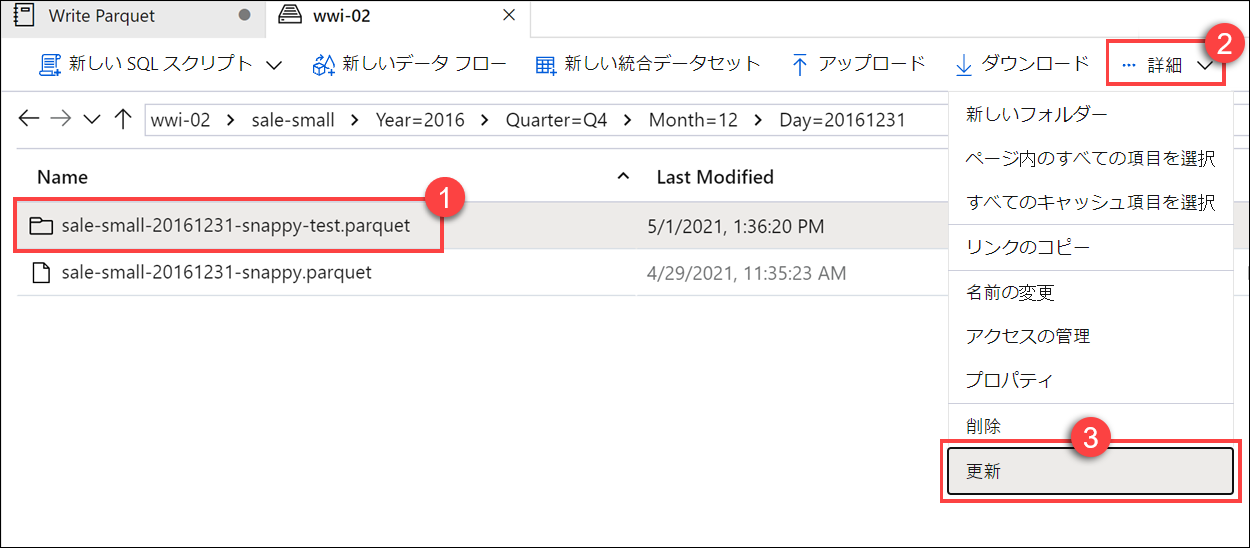 Write Parquet wwi-02
2
新しい SQL スクリプト 新しいデータ フロー 新しい統合データセット アップロード ダウンロード ··· 詳細
wwi-02 sale-small Year=2016 Quarter=Q4 Month=12 Day=20161231
新しいフォルダー
ページ内のすべての項目を選択
すべてのキャッシュ項目を選択
リンクのコピー
名前の変更
アクセスの管理
プロパティ
削除
3
更新
Name Last Modified
1
sale-small-20161231-snappy-test.parquet 5/1/2021, 1:36:20 PM
sale-small-20161231-snappy.parquet 4/29/2021, 11:35:23 AM